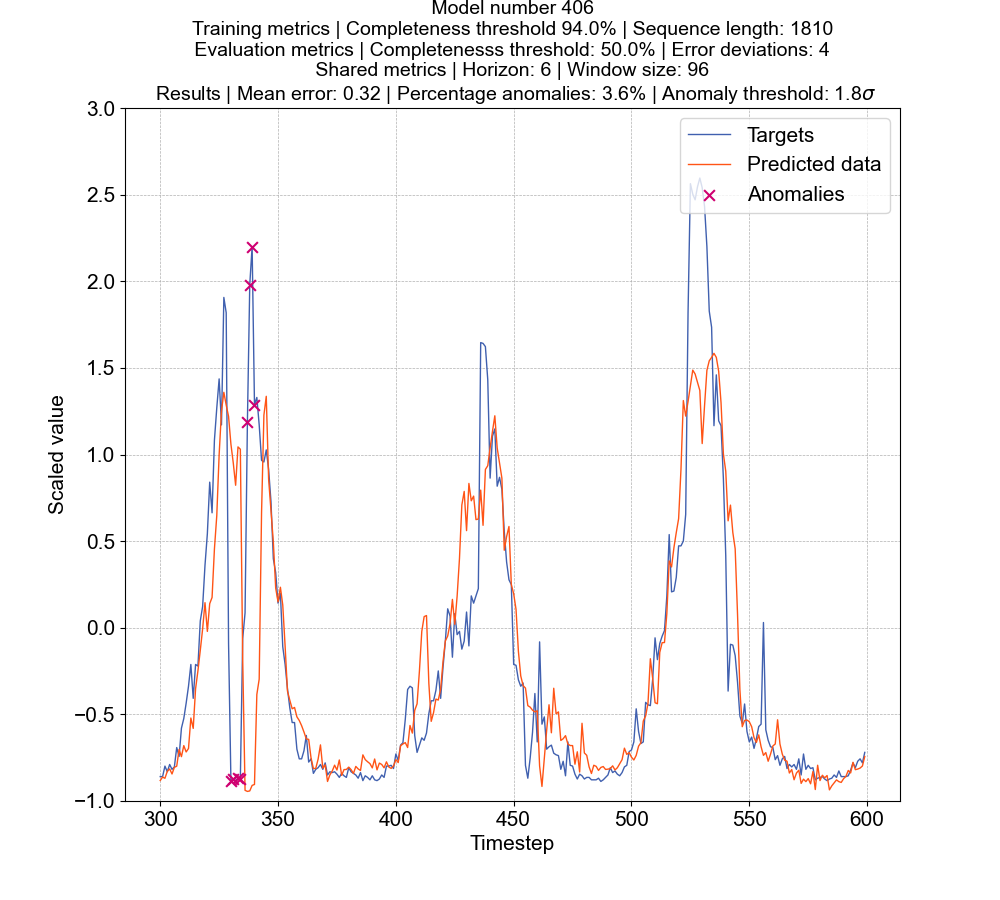 Model number 406
Training metrics | Completeness threshold 94.0% | Sequence length: 1810
Evaluation metrics | Completenesss threshold: 50.0% | Error deviations: 4
Shared metrics | Horizon: 6 | Window size: 96
Results | Mean error: 0.32 | Percentage anomalies: 3.6% | Anomaly threshold: 1.8σ
3.0
2.5
2.0
1.5
1.0
0.5
0.0
−0.5
−1.0
Scaled value
Targets
Predicted data
Anomalies
300 350 400 450 500 550 600
Timestep